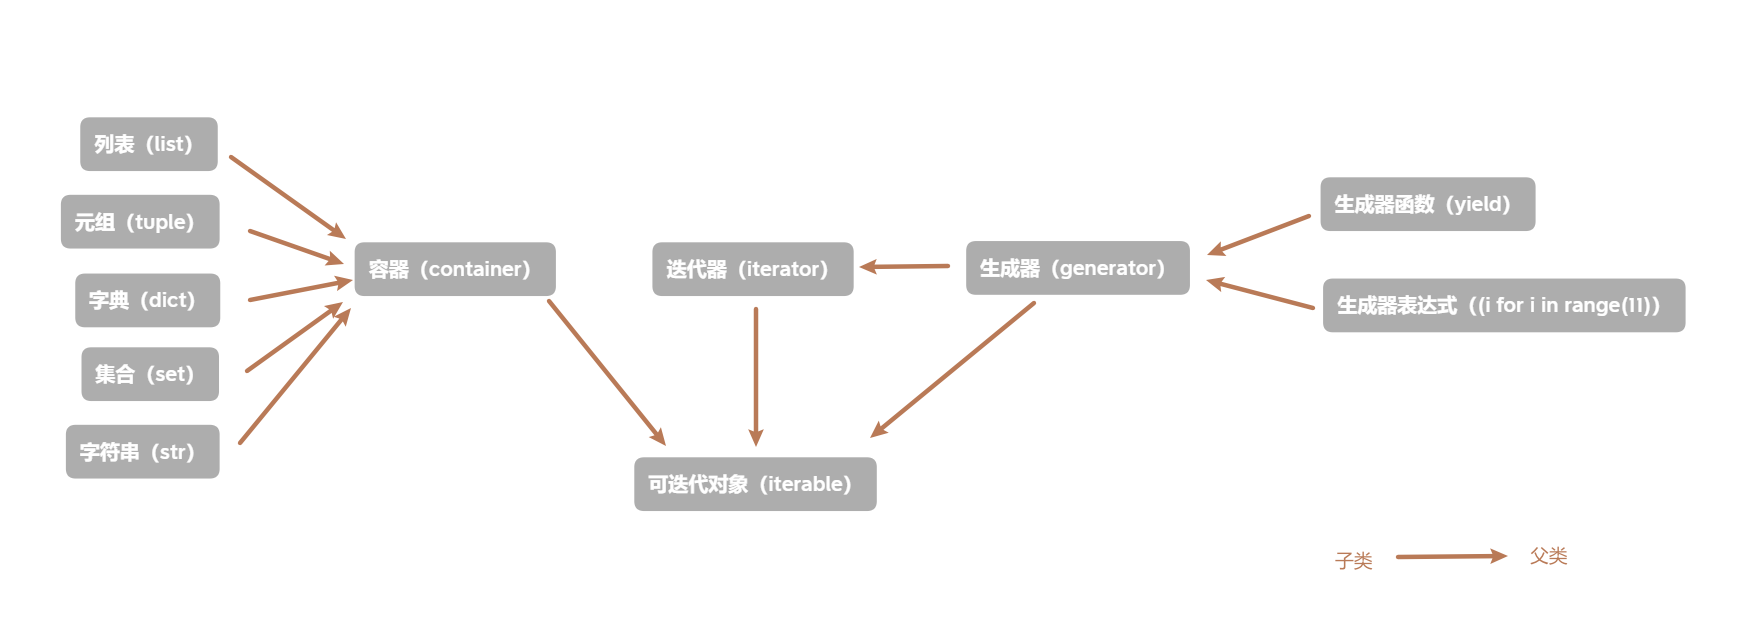 列表（list）
元组（tuple）
字典（dict）
集合（set）
字符串（str）
容器（container）
迭代器（iterator）
生成器（generator）
生成器函数（yield）
生成器表达式（(i for i in range(11)）
可迭代对象（iterable）
子类
父类